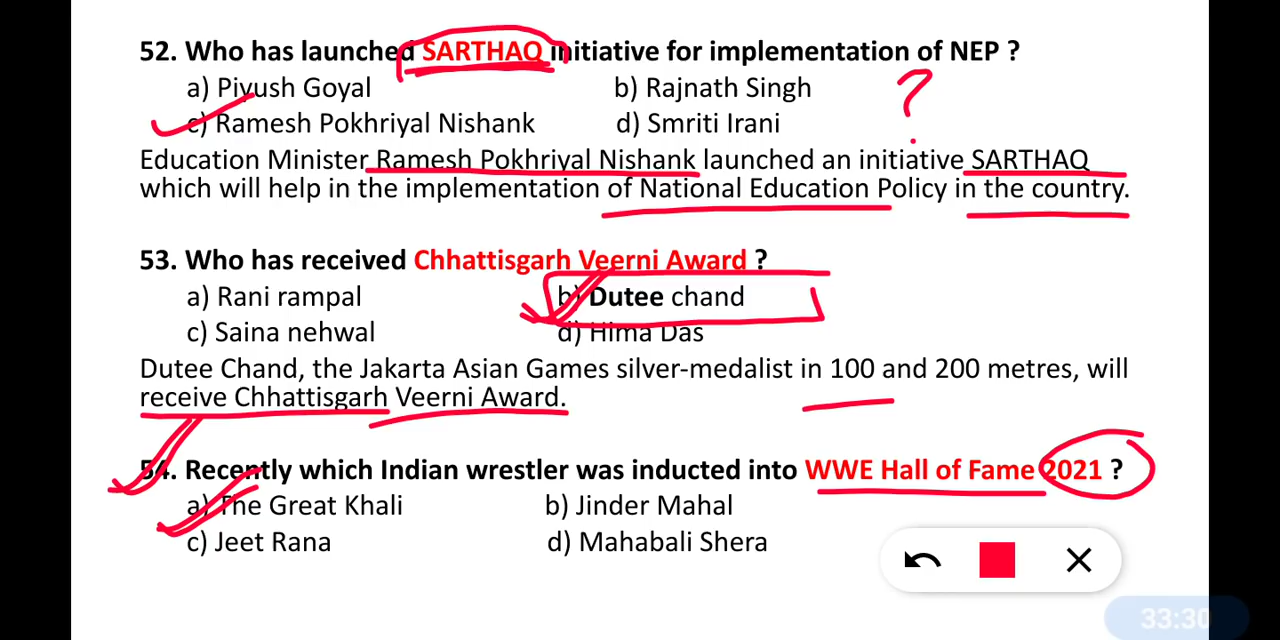 52. Who has launched SARTHAQ initiative for implementation of NEP ?
a) Piyush Goyal b) Rajnath Singh
c) Ramesh Pokhriyal Nishank d) Smriti Irani
?
Education Minister Ramesh Pokhriyal Nishank launched an initiative SARTHAQ
which will help in the implementation of National Education Policy in the country.
53. Who has received Chhattisgarh Veerni Award ?
a) Rani rampal b) Dutee chand
c) Saina nehwal d) Hima Das
Dutee Chand, the Jakarta Asian Games silver-medalist in 100 and 200 metres, will
receive Chhattisgarh Veerni Award.
54. Recently which Indian wrestler was inducted into WWE Hall of Fame 2021 ?
a) The Great Khali b) Jinder Mahal
c) Jeet Rana d) Mahabali Shera
33:30